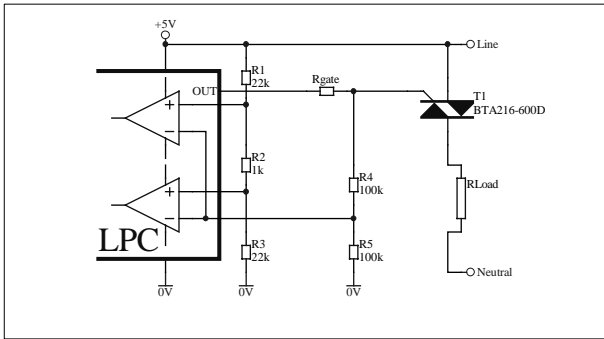 +5V
Line
R1
22k
OUT
Rgate
T1
BTA216-600D
+
−
R2
1k
R4
100k
RLoad
+
−
LPC
R3
22k
R5
100k
Neutral
0V
0V
0V